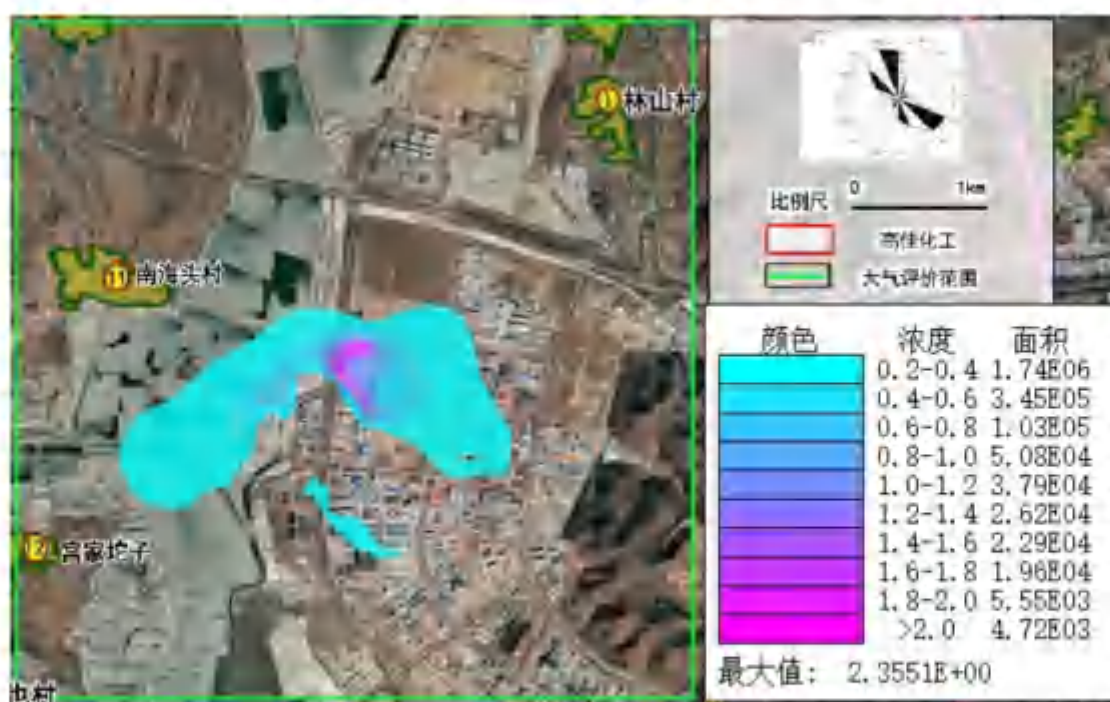 1 林山村
11 南海头村
12 宫家坨子
也村
0 1km
比例尺
高佳化工
大气评价范围
颜色 浓度 面积
0.2-0.4 1.74E06
0.4-0.6 3.45E05
0.6-0.8 1.03E05
0.8-1.0 5.08E04
1.0-1.2 3.79E04
1.2-1.4 2.62E04
1.4-1.6 2.29E04
1.6-1.8 1.96E04
1.8-2.0 5.55E03
>2.0 4.72E03
最大值: 2.3551E+00